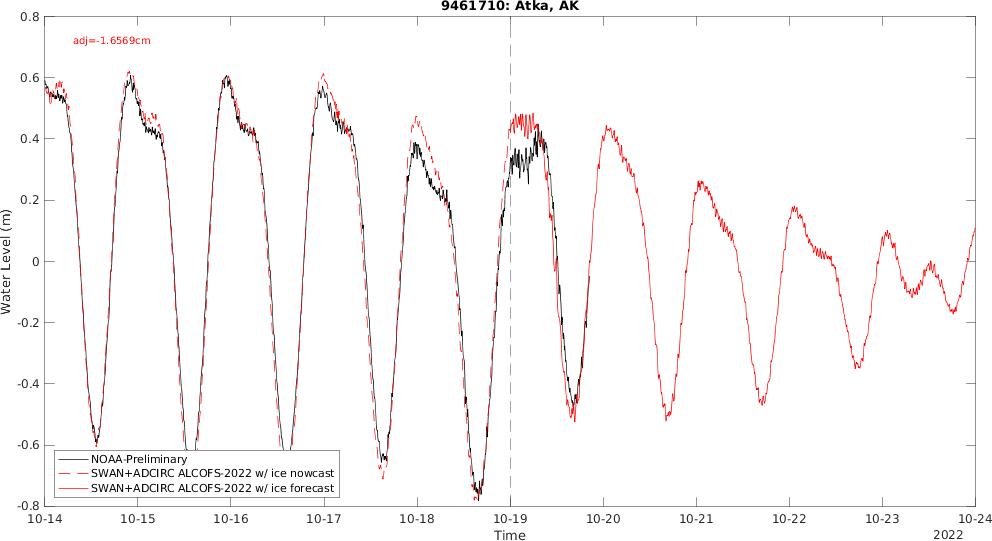 9461710: Atka, AK
0.8
adj=-1.6569cm
0.6
0.4
0.2
0
-0.2
-0.4
-0.6
-0.8
Water Level (m)
NOAA-Preliminary
SWAN+ADCIRC ALCOFS-2022 w/ ice nowcast
SWAN+ADCIRC ALCOFS-2022 w/ ice forecast
10-14 10-15 10-16 10-17 10-18 10-19 10-20 10-21 10-22 10-23 10-24
Time
2022